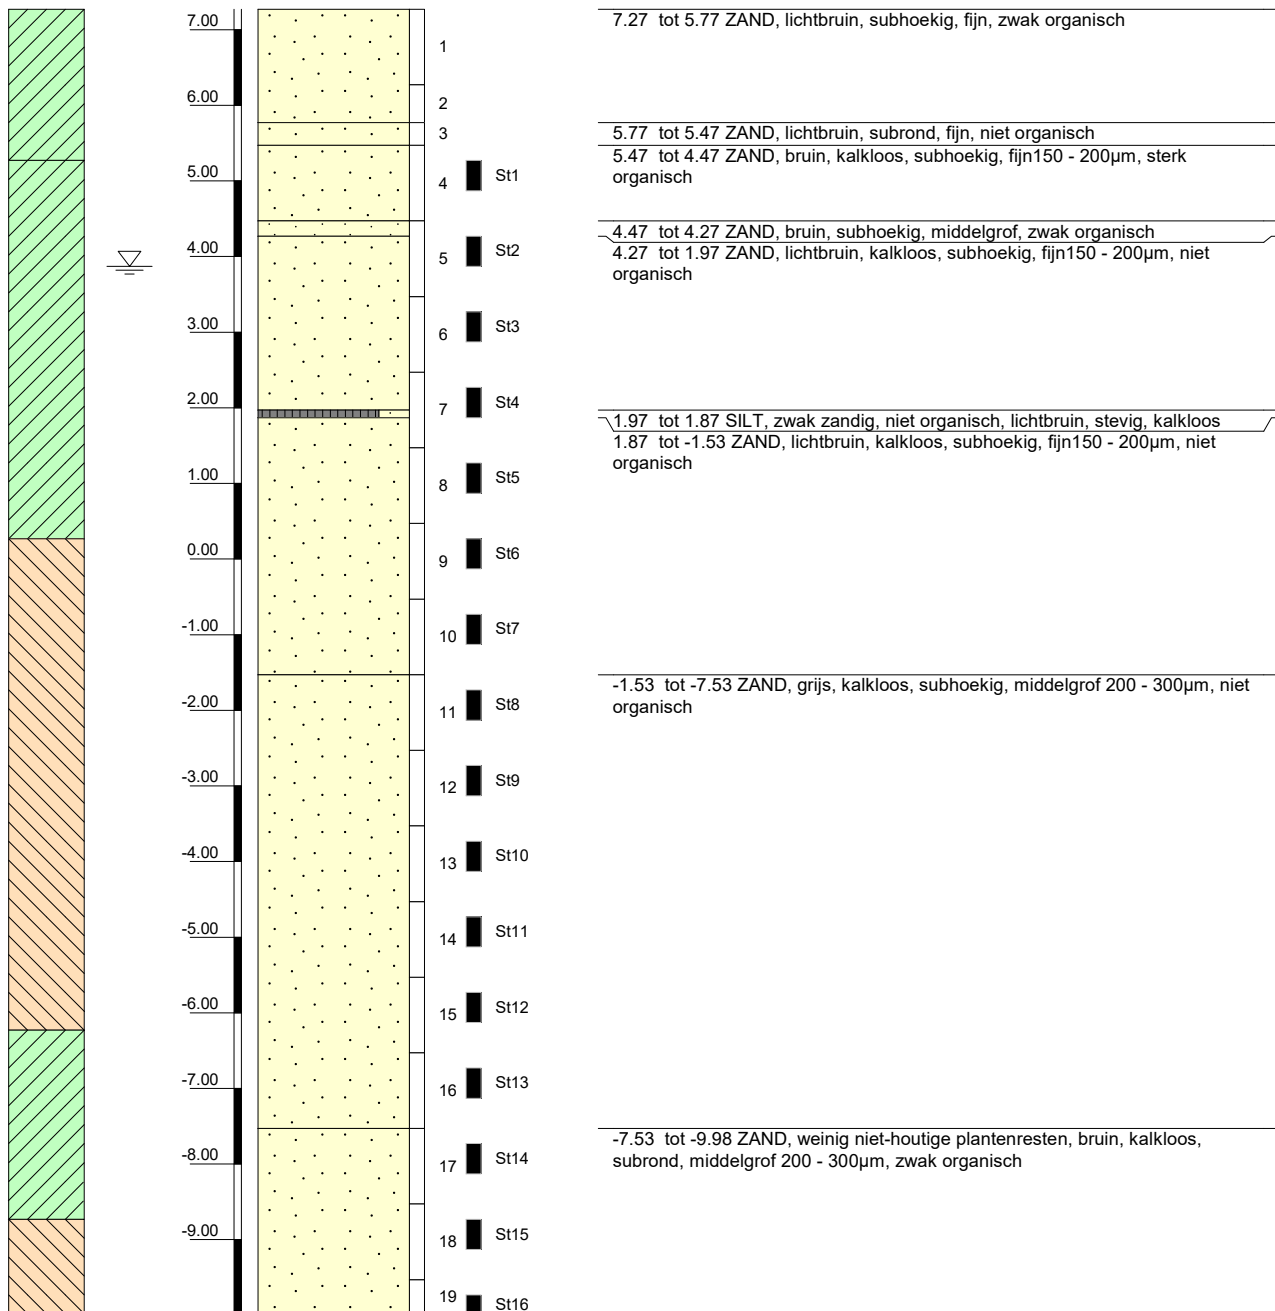 7.00
1
7.27 tot 5.77 ZAND, lichtbruin, subhoekig, fijn, zwak organisch
6.00
2
3
5.77 tot 5.47 ZAND, lichtbruin, subrond, fijn, niet organisch
5.47 tot 4.47 ZAND, bruin, kalkloos, subhoekig, fijn150 - 200µm, sterk
organisch
5.00
4
St1
4.47 tot 4.27 ZAND, bruin, subhoekig, middelgrof, zwak organisch
4.00
5
St2
4.27 tot 1.97 ZAND, lichtbruin, kalkloos, subhoekig, fijn150 - 200µm, niet
organisch
3.00
6
St3
2.00
7
St4
1.97 tot 1.87 SILT, zwak zandig, niet organisch, lichtbruin, stevig, kalkloos
1.87 tot -1.53 ZAND, lichtbruin, kalkloos, subhoekig, fijn150 - 200µm, niet
organisch
1.00
8
St5
0.00
9
St6
-1.00
10
St7
-1.53 tot -7.53 ZAND, grijs, kalkloos, subhoekig, middelgrof 200 - 300µm, niet
organisch
-2.00
11
St8
-3.00
12
St9
-4.00
13
St10
-5.00
14
St11
-6.00
15
St12
-7.00
16
St13
-7.53 tot -9.98 ZAND, weinig niet-houtige plantenresten, bruin, kalkloos,
subrond, middelgrof 200 - 300µm, zwak organisch
-8.00
17
St14
-9.00
18
St15
19
St16